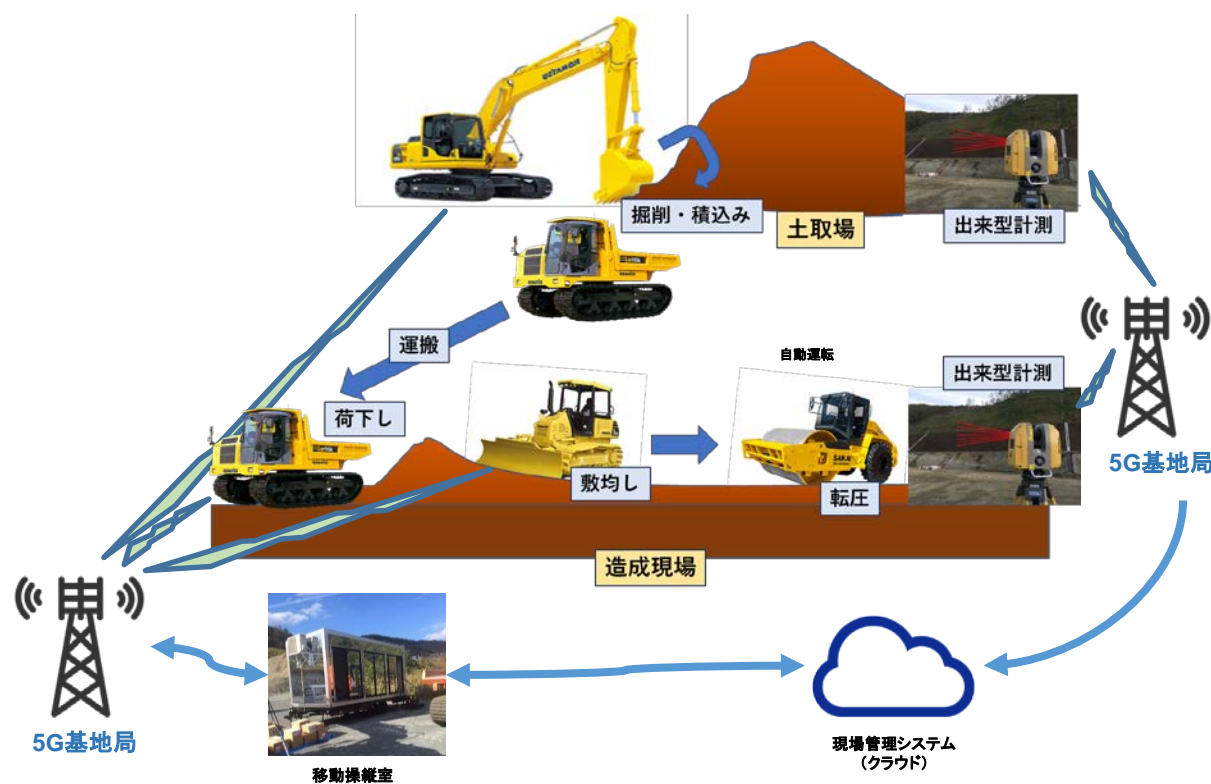 KOMATSU
掘削・積込み
土取場
出来型計測
運搬
自動運転
出来型計測
荷下し
敷均し
SAKAI
転圧
5G基地局
造成現場
5G基地局
移動操縦室
現場管理システム
(クラウド)